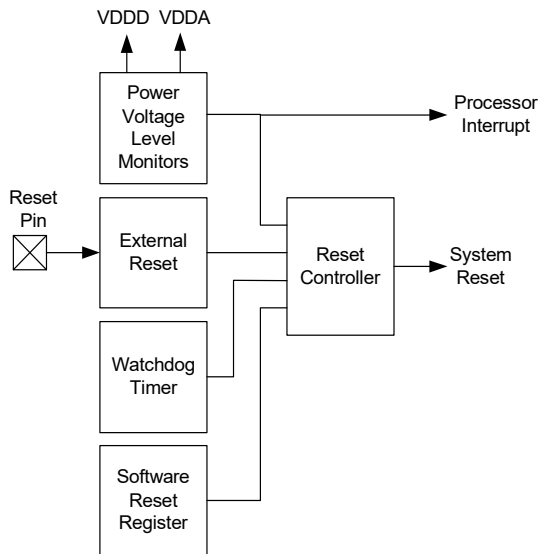 VDDD VDDA
Power
Voltage
Level
Monitors
Processor
Interrupt
Reset
Pin
External
Reset
Reset
Controller
System
Reset
Watchdog
Timer
Software
Reset
Register